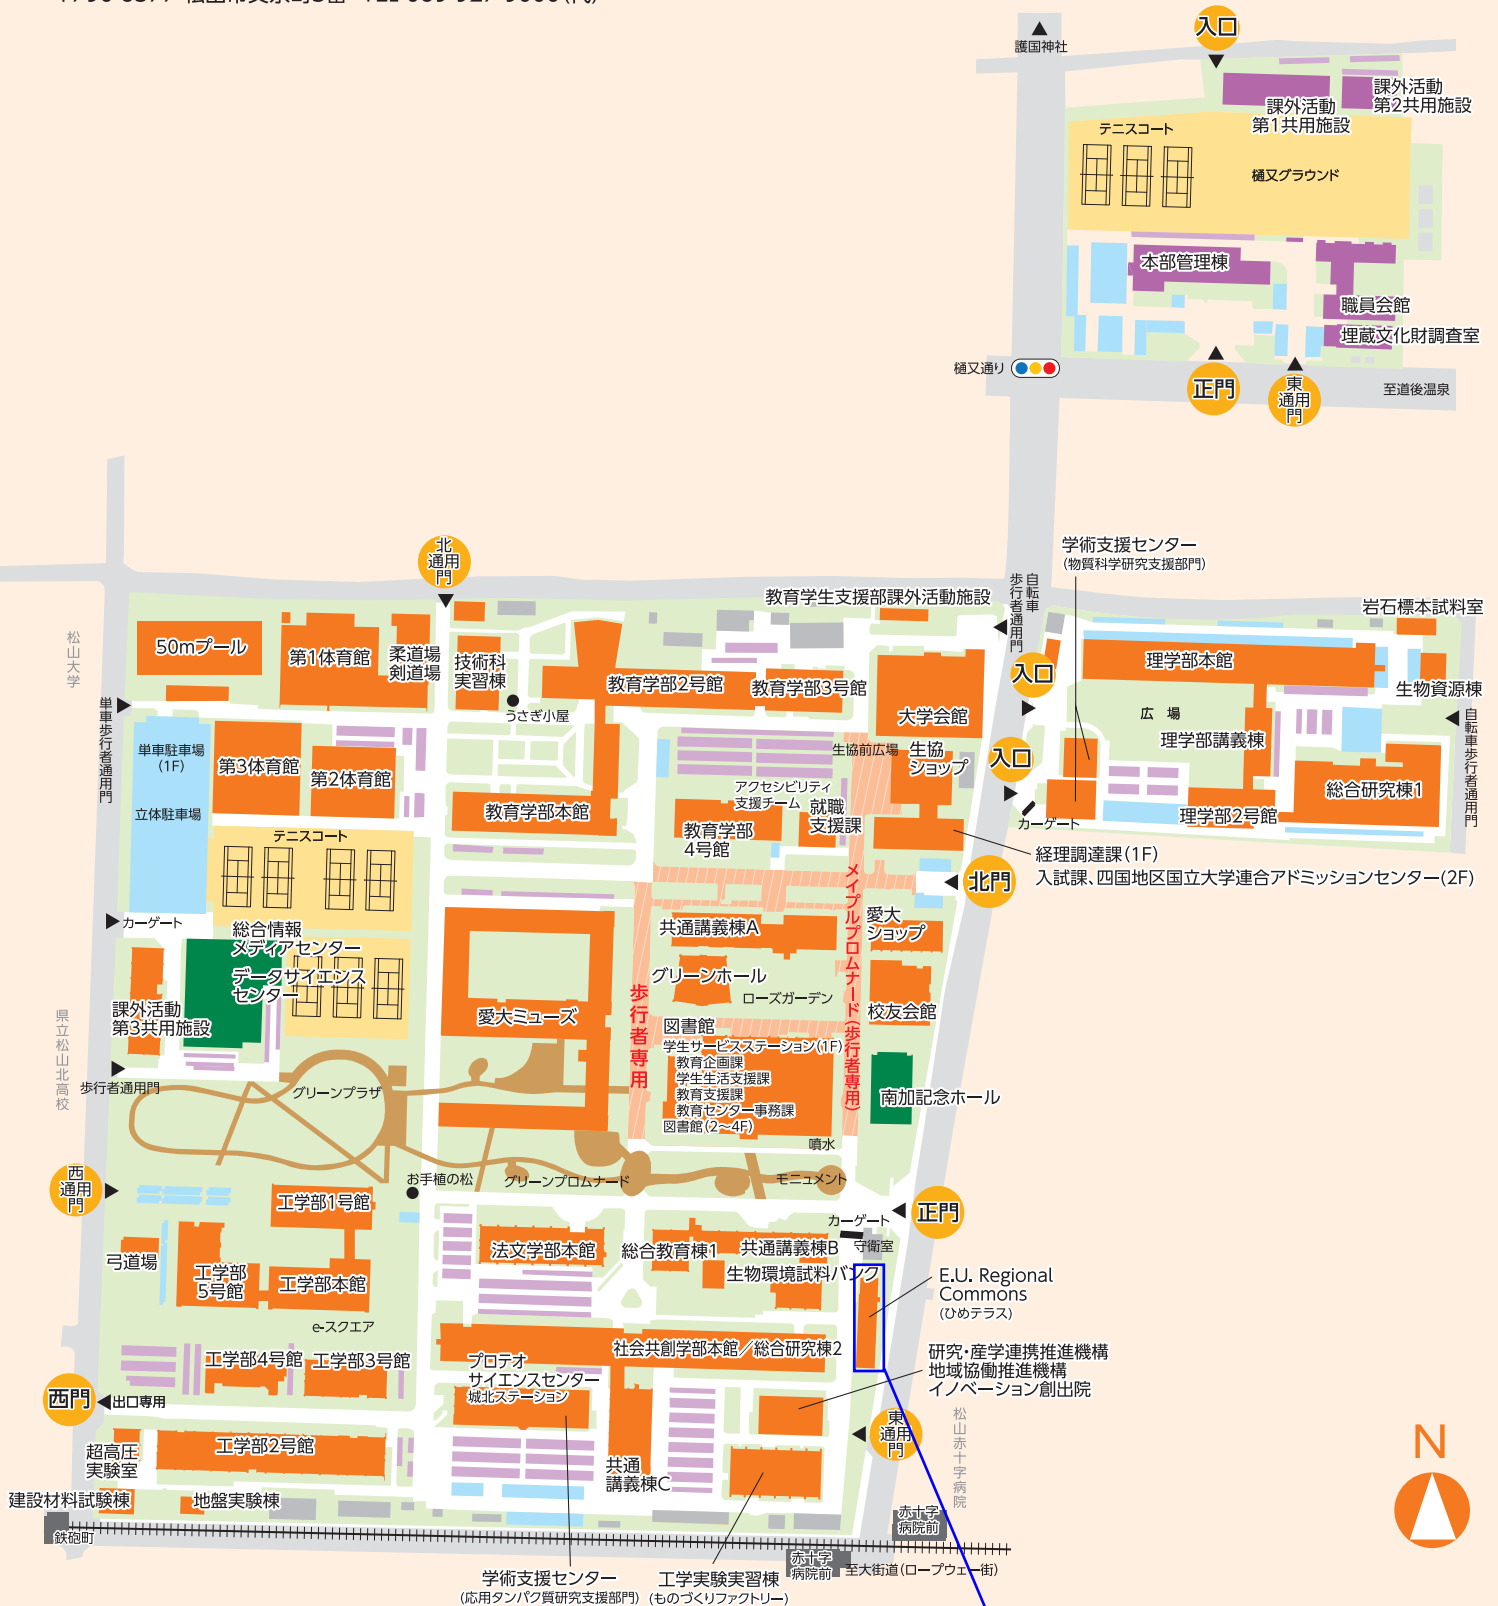 護国神社
入口
課外活動
第2共用施設
課外活動
第1共用施設
テニスコート
樋又グラウンド
本部管理棟
職員会館
埋蔵文化財調査室
樋又通り
正門
東
通用
門
至道後温泉
北
通用
門
学術支援センター
(物質科学研究支援部門)
教育学生支援部課外活動施設
自転車
歩行者通用門
岩石標本試料室
松山大学
50mプール
第1体育館
柔道場
剣道場
技術科
実習棟
うさぎ小屋
教育学部2号館
教育学部3号館
大学会館
入口
理学部本館
生物資源棟
広 場
理学部講義棟
自転車歩行者通用門
単車歩行者通用門
単車駐車場
(1F)
立体駐車場
第3体育館
第2体育館
教育学部本館
生協前広場
生協
ショップ
入口
アクセシビリティ
支援チーム
就職
支援課
教育学部
4号館
カーゲート
理学部2号館
総合研究棟1
経理調達課(1F)
入試課、四国地区国立大学連合アドミッションセンター(2F)
北門
テニスコート
カーゲート
総合情報
メディアセンター
データサイエンス
センター
課外活動
第3共用施設
県立松山北高校
歩行者通用門
グリーンプラザ
愛大ミューズ
歩行者専用
メイプルプロムナード(歩行者専用)
共通講義棟A
グリーンホール
ローズガーデン
愛大
ショップ
校友会館
図書館
学生サービスステーション(1F)
教育企画課
学生生活支援課
教育支援課
教育センター事務課
図書館(2〜4F)
南加記念ホール
噴水
モニュメント
お手植の松
グリーンプロムナード
西
通用
門
工学部1号館
弓道場
工学部
5号館
工学部本館
e-スクエア
法文学部本館
総合教育棟1
共通講義棟B
生物環境試料バンク
カーゲート
守衛室
正門
E.U. Regional
Commons
(ひめテラス)
工学部4号館
工学部3号館
社会共創学部本館/総合研究棟2
プロテオ
サイエンスセンター
城北ステーション
研究・産学連携推進機構
地域協働推進機構
イノベーション創出院
西門
出口専用
東
通用
門
松山赤十字病院
超高圧
実験室
工学部2号館
共通
講義棟C
建設材料試験棟
地盤実験棟
鉄砲町
赤十字
病院前
赤十字
病院前
至大街道(ロープウェー街)
学術支援センター
(応用タンパク質研究支援部門)
工学実験実習棟
(ものづくりファクトリー)
N